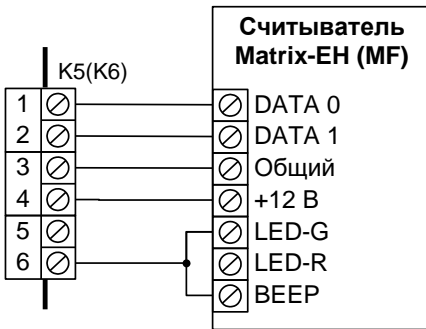 Считыватель
Matrix-EH (MF)
K5(K6)
1 DATA 0
2 DATA 1
3 Общий
4 +12 В
5 LED-G
6 LED-R
BEEP